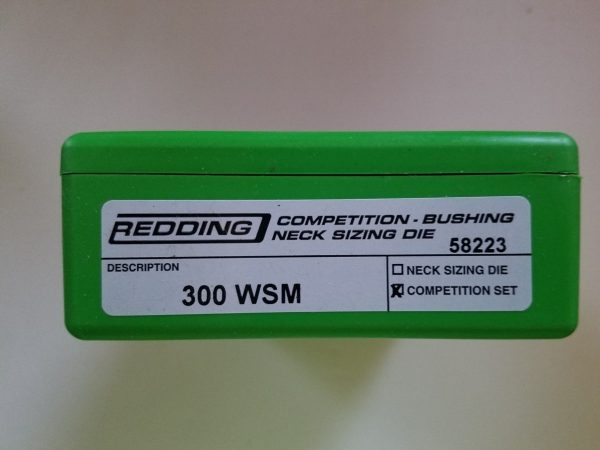 REDDING COMPETITION - BUSHING
NECK SIZING DIE 58223
DESCRIPTION
300 WSM
NECK SIZING DIE
COMPETITION SET